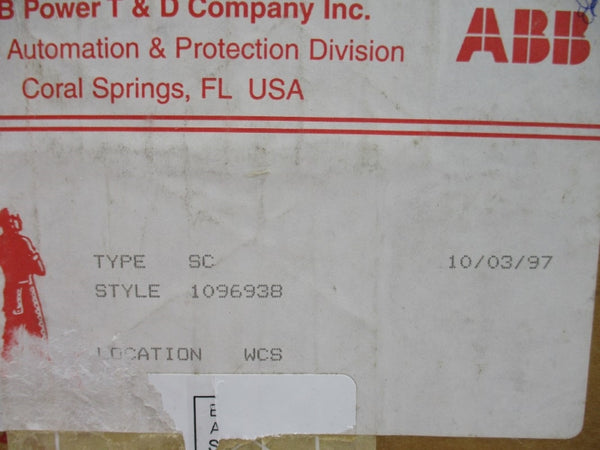 B Power T & D Company Inc.
ABB
Automation & Protection Division
Coral Springs, FL USA
TYPE SC 10/03/97
STYLE 1096938
LOCATION WCS
E
A
S